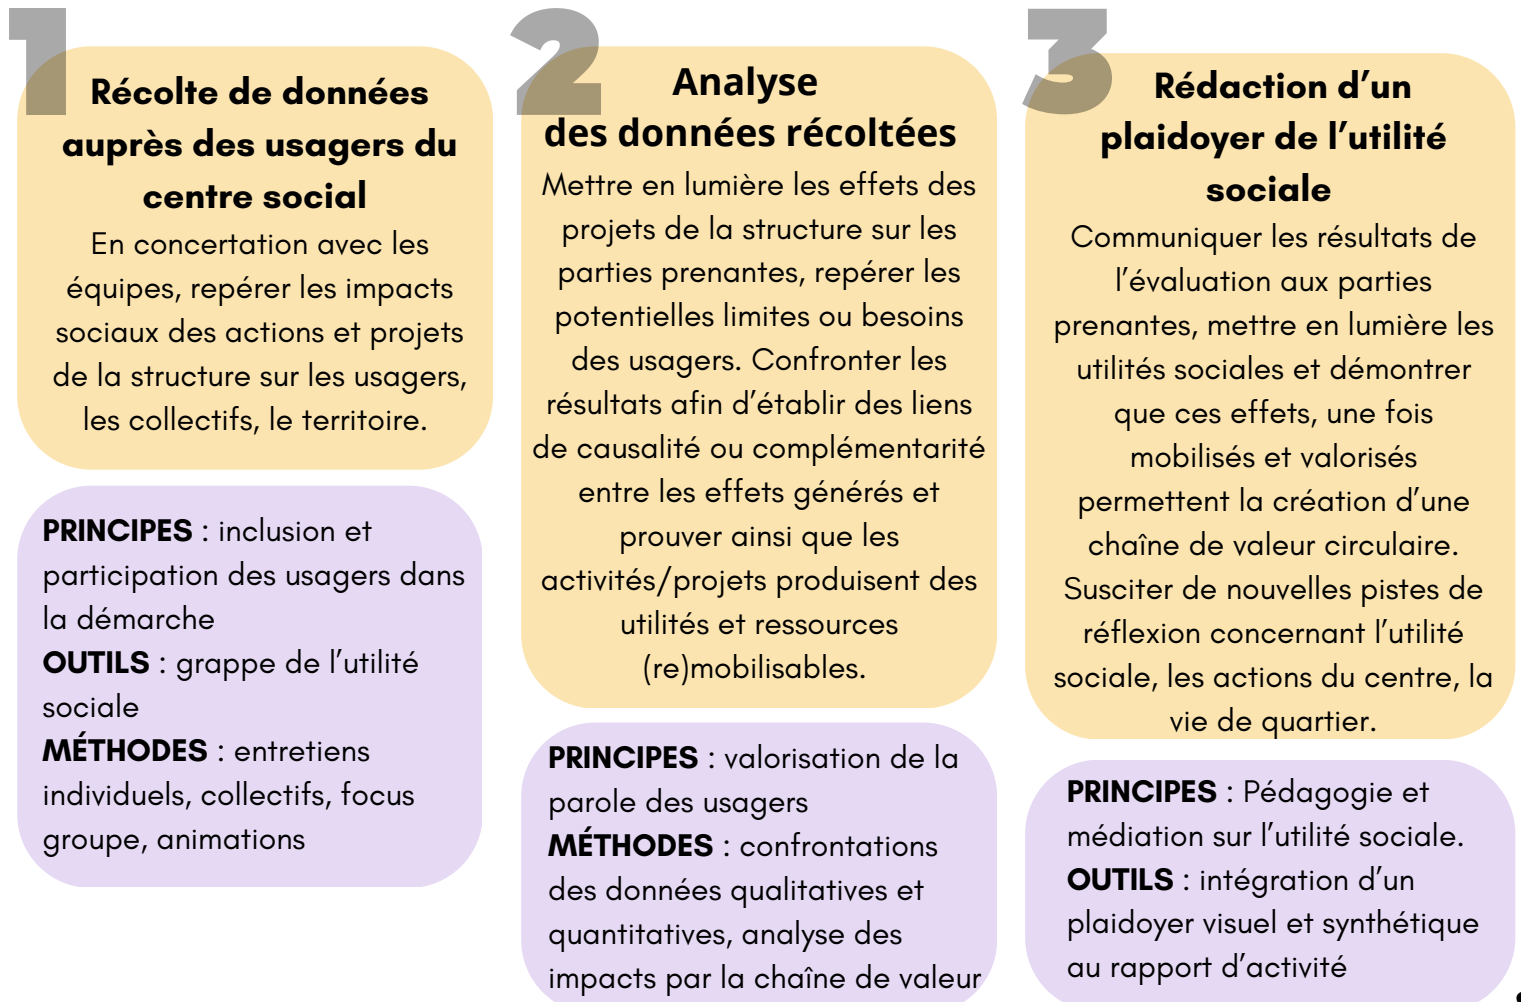 1
Récolte de données
auprès des usagers du
centre social
En concertation avec les
équipes, repérer les impacts
sociaux des actions et projets
de la structure sur les usagers,
les collectifs, le territoire.
PRINCIPES : inclusion et
participation des usagers dans
la démarche
OUTILS : grappe de l’utilité
sociale
MÉTHODES : entretiens
individuels, collectifs, focus
groupe, animations
2
Analyse
des données récoltées
Mettre en lumière les effets des
projets de la structure sur les
parties prenantes, repérer les
potentielles limites ou besoins
des usagers. Confronter les
résultats afin d’établir des liens
de causalité ou complémentarité
entre les effets générés et
prouver ainsi que les
activités/projets produisent des
utilités et ressources
(re)mobilisables.
PRINCIPES : valorisation de la
parole des usagers
MÉTHODES : confrontations
des données qualitatives et
quantitatives, analyse des
impacts par la chaîne de valeur
3
Rédaction d’un
plaidoyer de l’utilité
sociale
Communiquer les résultats de
l’évaluation aux parties
prenantes, mettre en lumière les
utilités sociales et démontrer
que ces effets, une fois
mobilisés et valorisés
permettent la création d’une
chaîne de valeur circulaire.
Susciter de nouvelles pistes de
réflexion concernant l’utilité
sociale, les actions du centre, la
vie de quartier.
PRINCIPES : Pédagogie et
médiation sur l’utilité sociale.
OUTILS : intégration d’un
plaidoyer visuel et synthétique
au rapport d’activité